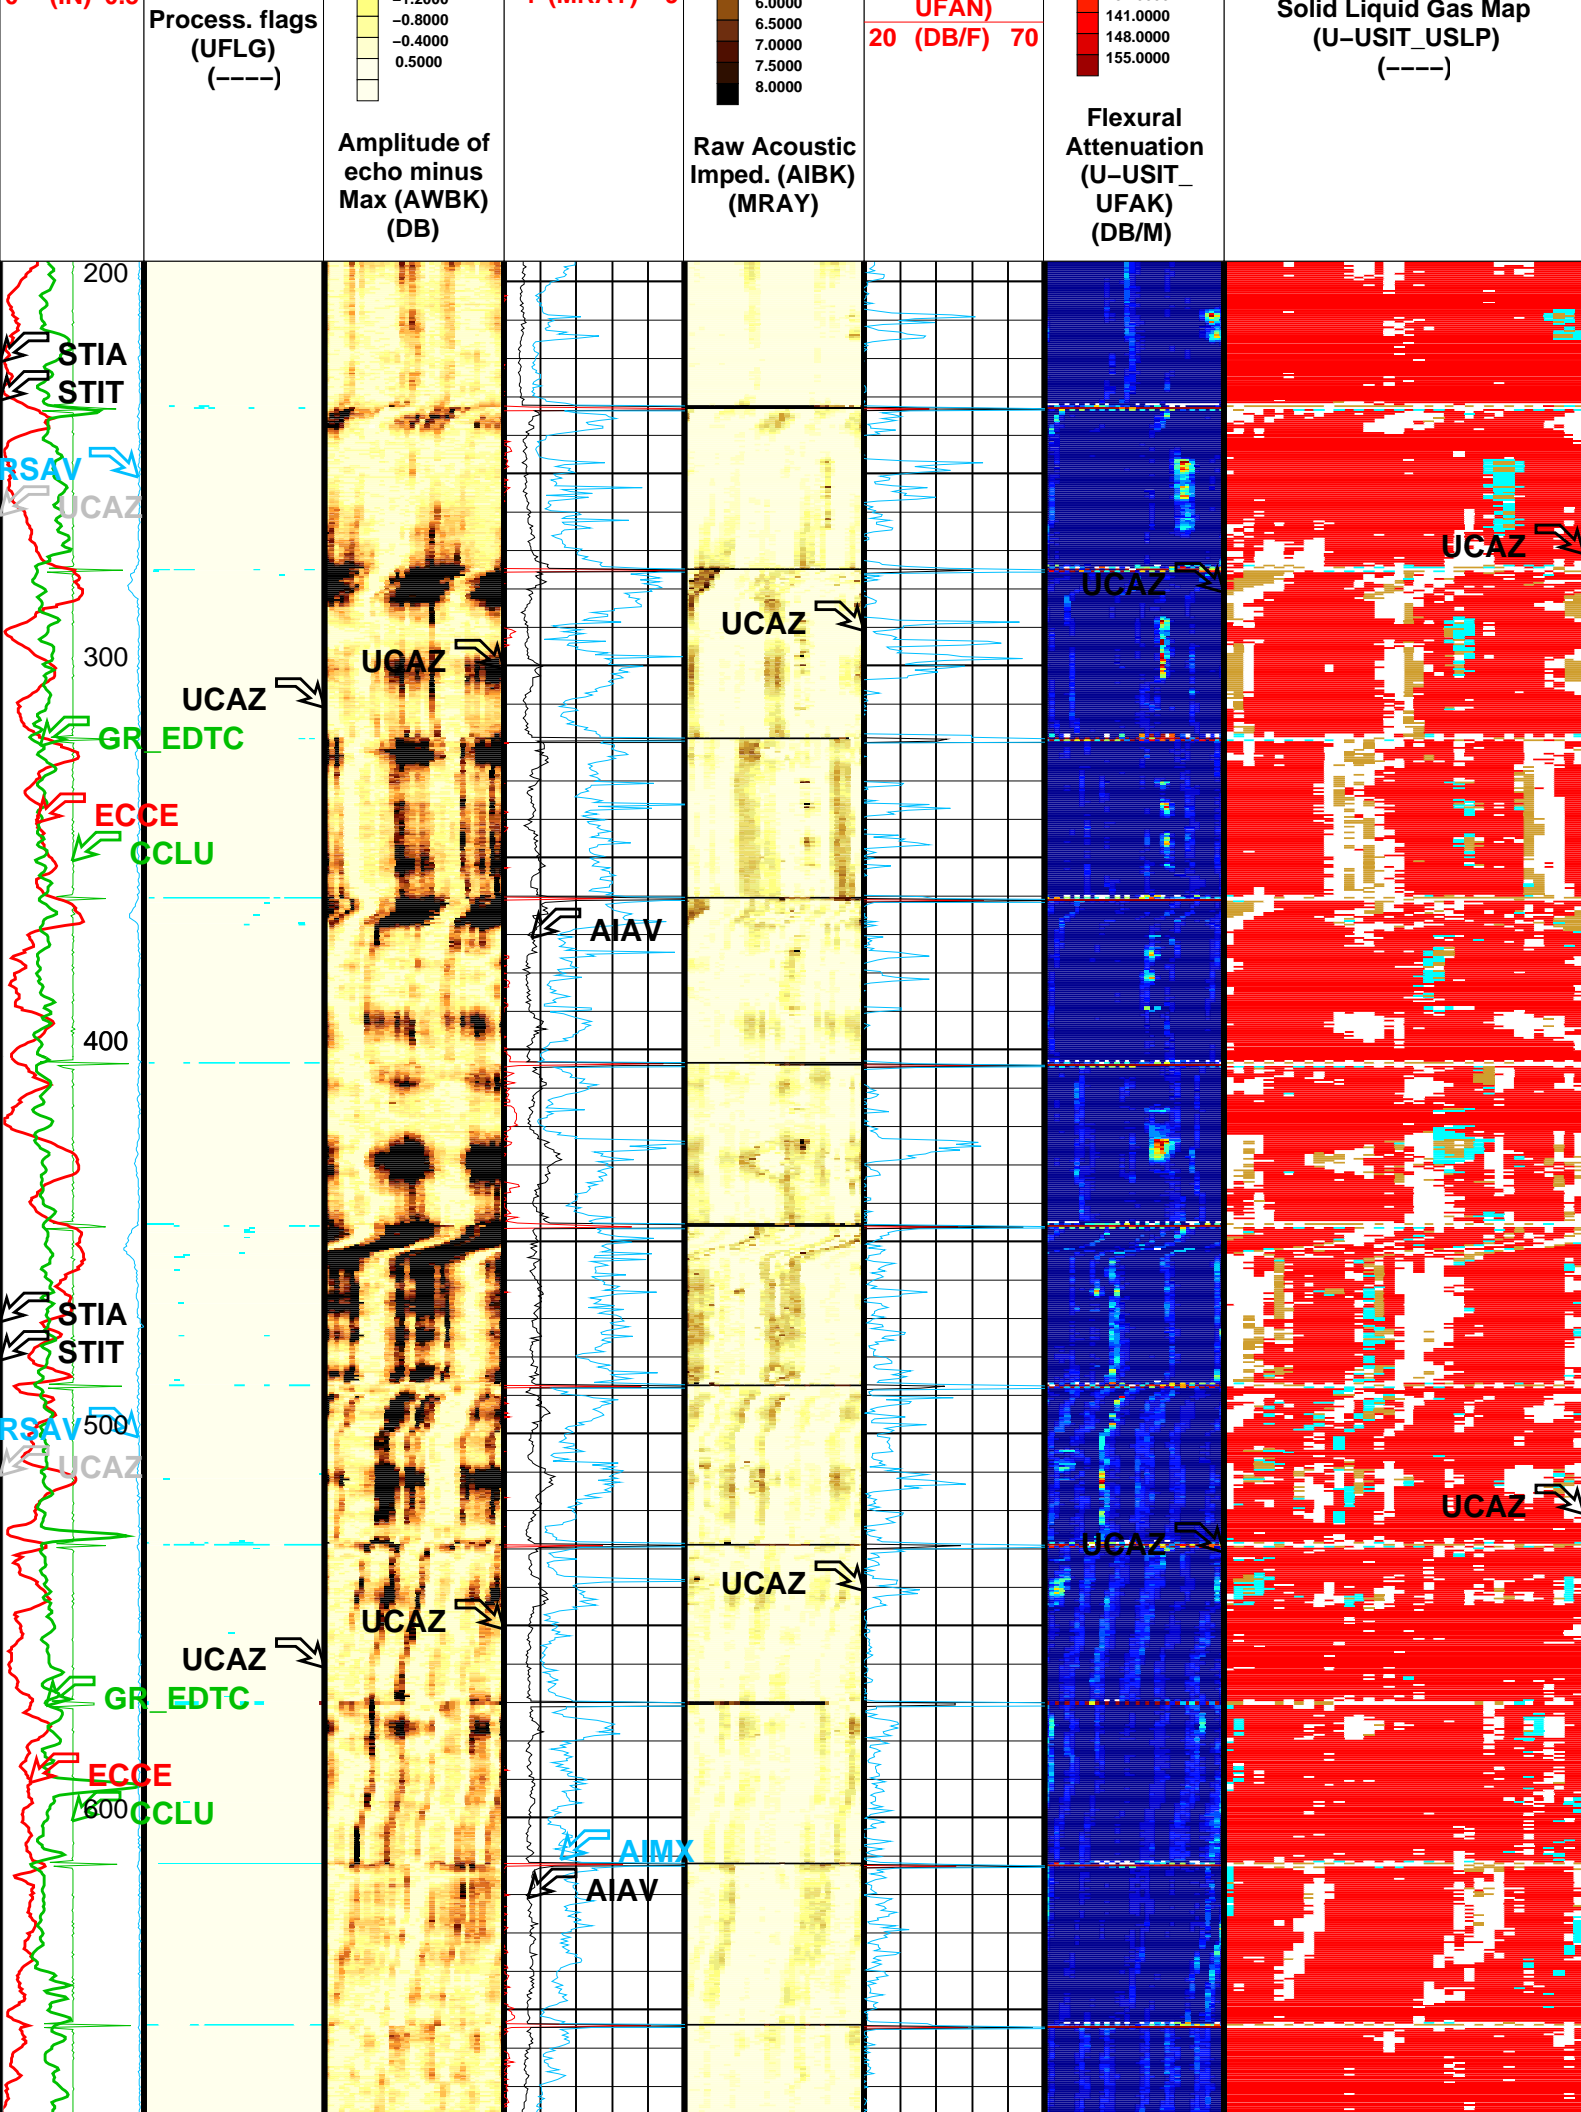 Process. flags
(UFLG)
(−−−−)
−0.8000
−0.4000
0.5000
Amplitude of
echo minus
Max (AWBK)
(DB)
6.5000
7.0000
7.5000
8.0000
Raw Acoustic
Imped. (AIBK)
(MRAY)
UFAN)
20 (DB/F) 70
141.0000
148.0000
155.0000
Flexural
Attenuation
(U−USIT_
UFAK)
(DB/M)
Solid Liquid Gas Map
(U−USIT_USLP)
(−−−−)
200
STIA
STIT
RSAV
UCAZ
UCAZ
UCAZ
UCAZ
300
UCAZ
UCAZ
GR_EDTC
ECCE
CCLU
AIAV
400
STIA
STIT
500
RSAV
UCAZ
UCAZ
UCAZ
UCAZ
UCAZ
UCAZ
GR_EDTC
ECCE
600
CCLU
AIMX
AIAV